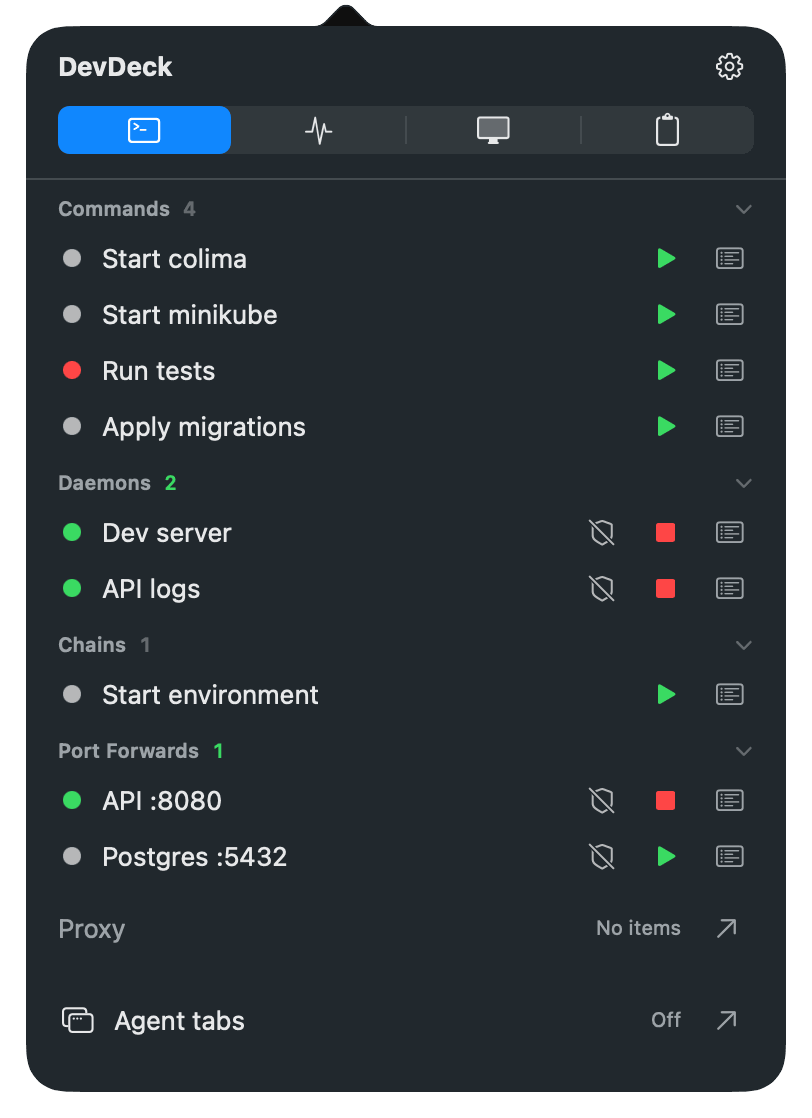 DevDeck
Commands 4
Start colima
Start minikube
Run tests
Apply migrations
Daemons 2
Dev server
API logs
Chains 1
Start environment
Port Forwards 1
API :8080
Postgres :5432
Proxy No items
Agent tabs Off